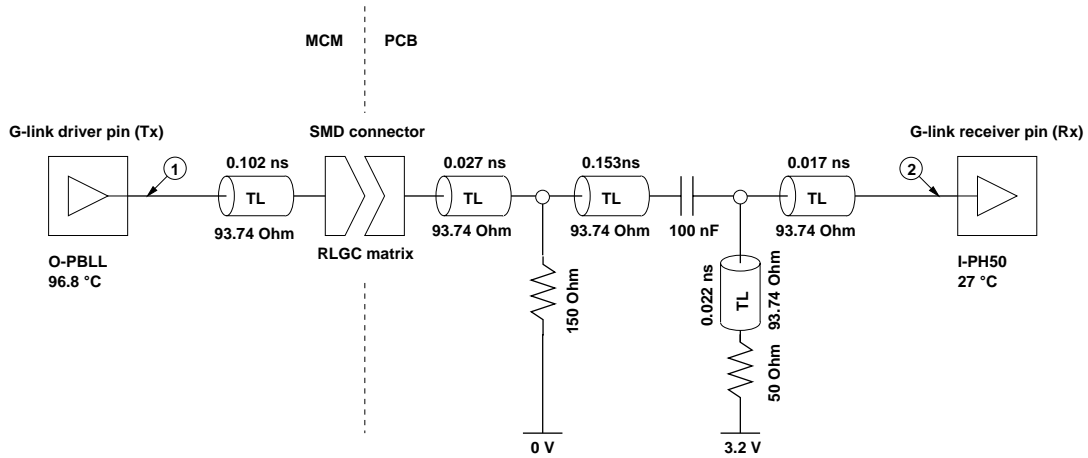 MCM
PCB
G-link driver pin (Tx)
SMD connector
G-link receiver pin (Rx)
0.102 ns
0.027 ns
0.153ns
0.017 ns
1
2
TL
TL
TL
TL
93.74 Ohm
93.74 Ohm
93.74 Ohm
100 nF
93.74 Ohm
RLGC matrix
O-PBLL
96.8 °C
I-PH50
27 °C
150 Ohm
0.022 ns
TL
93.74 Ohm
50 Ohm
0 V
3.2 V